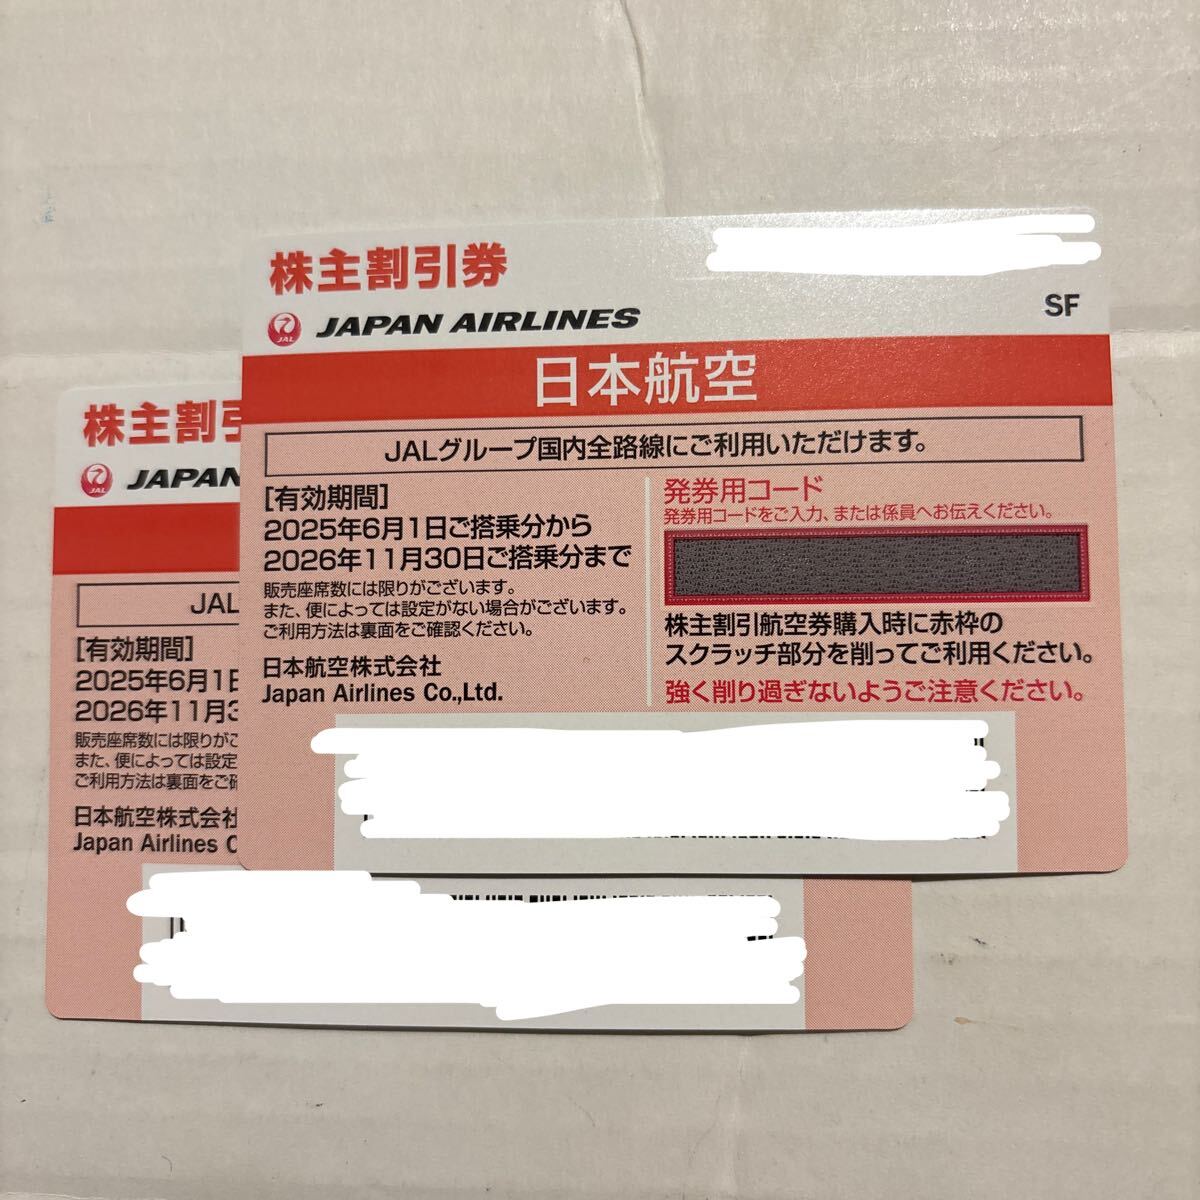 株主割引券
JAL
JAPAN AIRLINES
SF
日本航空
JALグループ国内全路線にご利用いただけます。
[有効期間]
2025年6月1日ご搭乗分から
2026年11月30日ご搭乗分まで
販売座席数には限りがございます。
また、便によっては設定がない場合がございます。
ご利用方法は裏面をご確認ください。
日本航空株式会社
Japan Airlines Co.,Ltd.
発券用コード
発券用コードをご入力、または係員へお伝えください。
株主割引航空券購入時に赤枠の
スクラッチ部分を削ってご利用ください。
強く削り過ぎないようご注意ください。
株主割
JAL
JAPAN
JAL
[有効期間]
2025年6月1
2026年11月3
販売座席数には限りがご
また、便によっては設定
ご利用方法は裏面をご
日本航空株式会社
Japan Airlines C